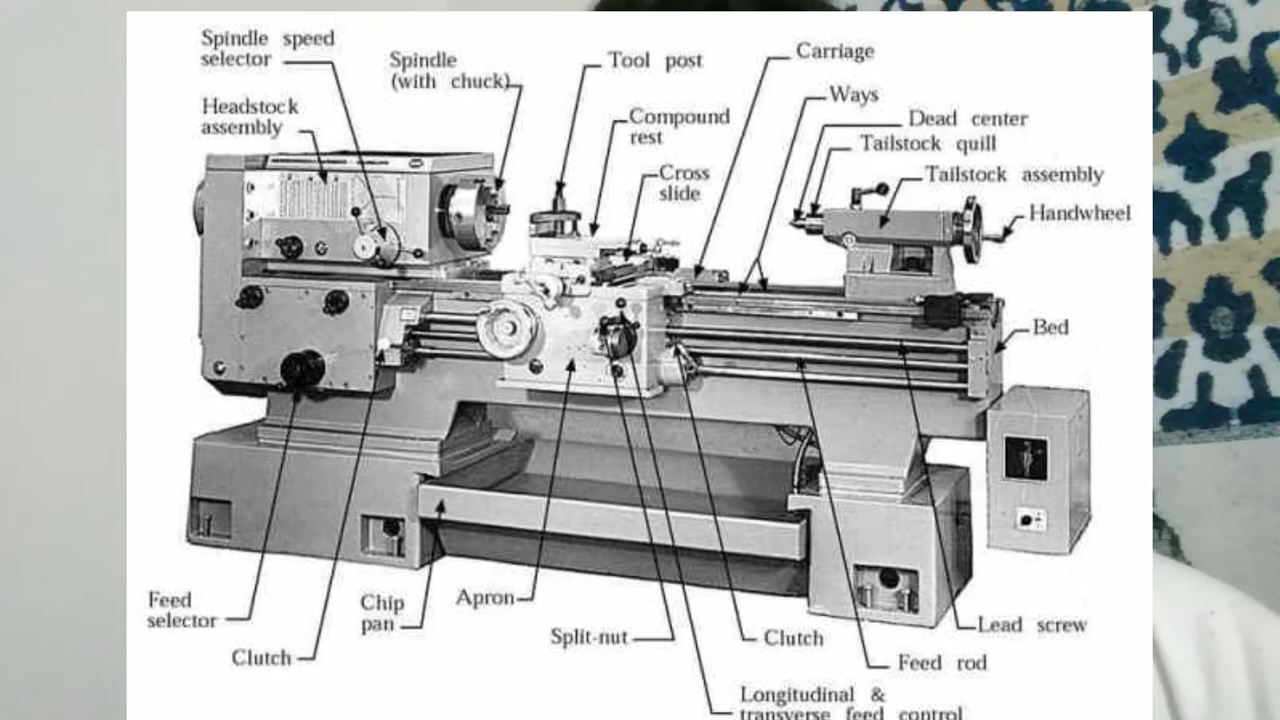 Spindle speed
selector
Spindle
(with chuck)
Tool post
Carriage
Headstock
assembly
Compound
rest
Ways
Dead center
Tailstock quill
Cross
slide
Tailstock assembly
Handwheel
Bed
Feed
selector
Clutch
Chip
pan
Apron
Split-nut
Clutch
Lead screw
Feed rod
Longitudinal &
transverse feed control